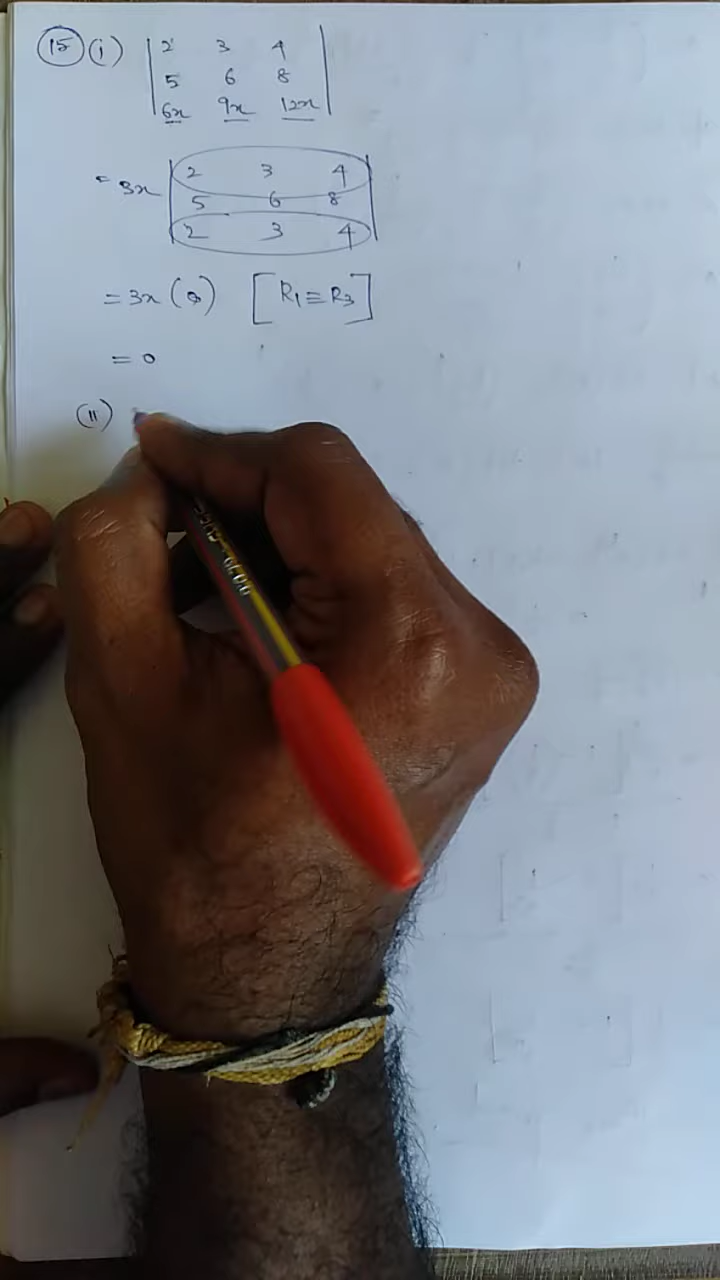 15 (i) | 2 3 4 |
| 5 6 8 |
| 6x 9x 12x |
= 3x | 2 3 4 |
| 5 6 8 |
| 2 3 4 |
= 3x (0) [R₁ ≡ R₃]
= 0
(ii)